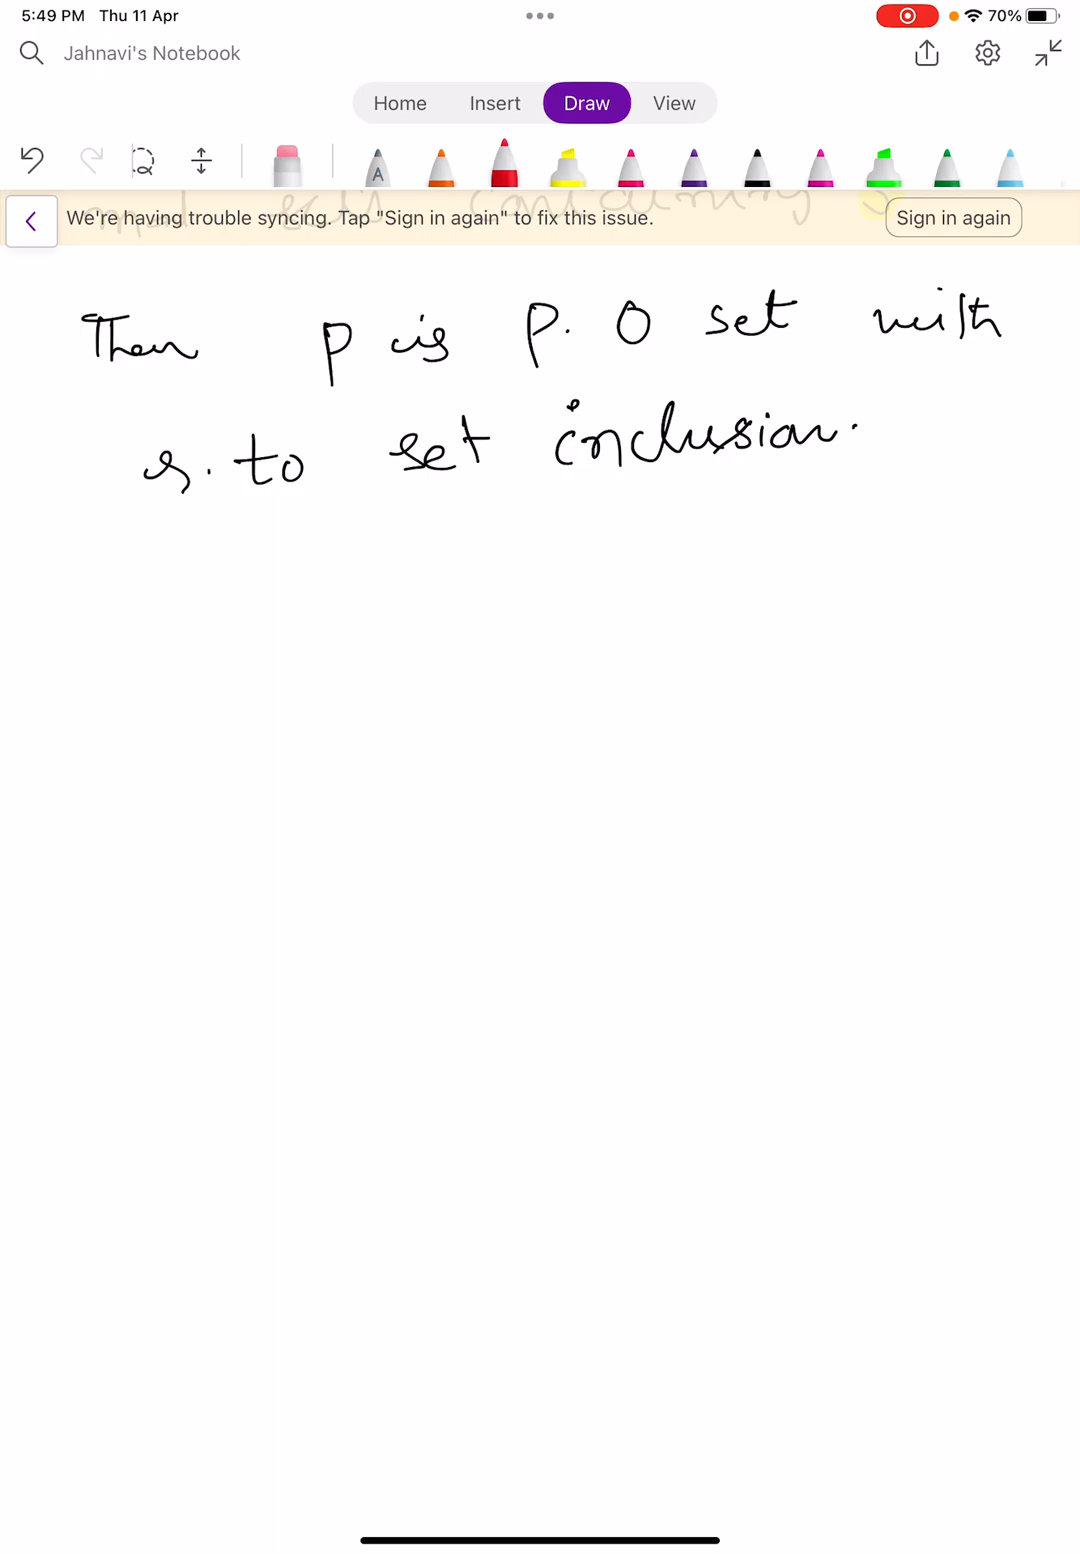 5:49 PM Thu 11 Apr
70%
Jahnavi's Notebook
Home Insert Draw View
A
containing S
We're having trouble syncing. Tap "Sign in again" to fix this issue. Sign in again
Then P is P. O set with
r. to set inclusion.